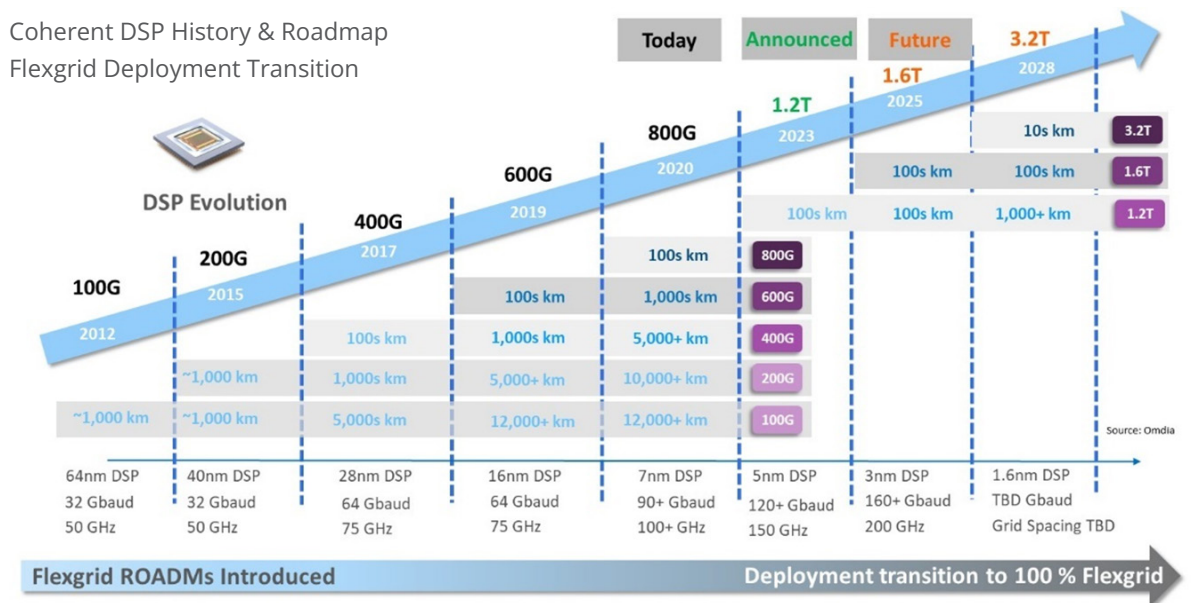 Coherent DSP History & Roadmap
Flexgrid Deployment Transition
Today
Announced
Future
3.2T
2028
1.6T
2025
1.2T
2023
800G
2020
600G
2019
400G
2017
200G
2015
100G
2012
DSP Evolution
10s km 3.2T
100s km 100s km 1.6T
100s km 100s km 1,000+ km 1.2T
100s km 800G
100s km 1,000s km 600G
100s km 1,000s km 5,000+ km 400G
~1,000 km 1,000s km 5,000+ km 10,000+ km 200G
~1,000 km ~1,000 km 5,000s km 12,000+ km 12,000+ km 100G
Source: Omdia
64nm DSP 40nm DSP 28nm DSP 16nm DSP 7nm DSP 5nm DSP 3nm DSP 1.6nm DSP
32 Gbaud 32 Gbaud 64 Gbaud 64 Gbaud 90+ Gbaud 120+ Gbaud 160+ Gbaud TBD Gbaud
50 GHz 50 GHz 75 GHz 75 GHz 100+ GHz 150 GHz 200 GHz Grid Spacing TBD
Flexgrid ROADMs Introduced
Deployment transition to 100 % Flexgrid